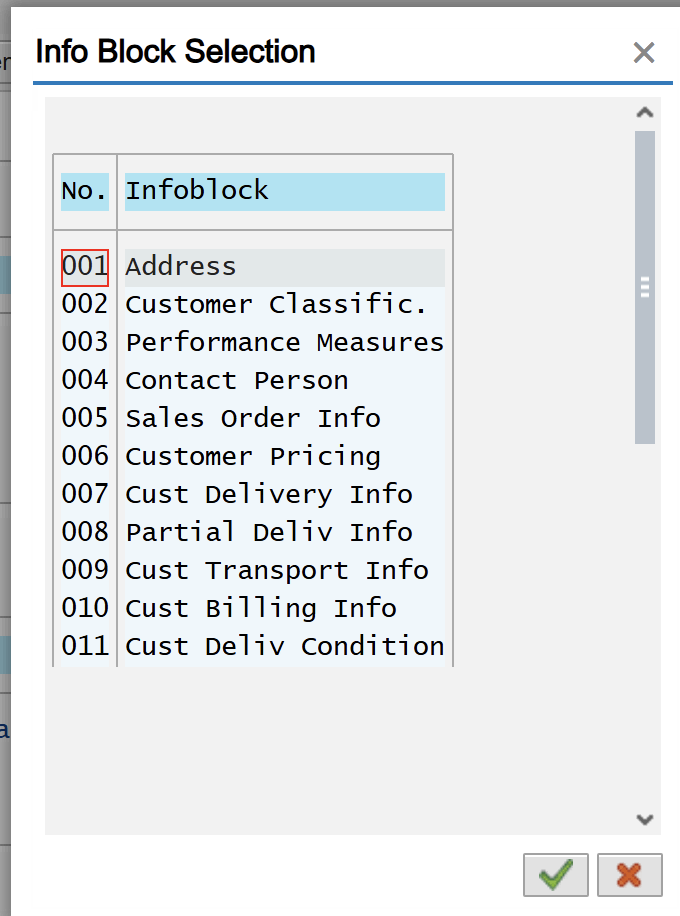 Info Block Selection
No. Infoblock
001 Address
002 Customer Classific.
003 Performance Measures
004 Contact Person
005 Sales Order Info
006 Customer Pricing
007 Cust Delivery Info
008 Partial Deliv Info
009 Cust Transport Info
010 Cust Billing Info
011 Cust Deliv Condition